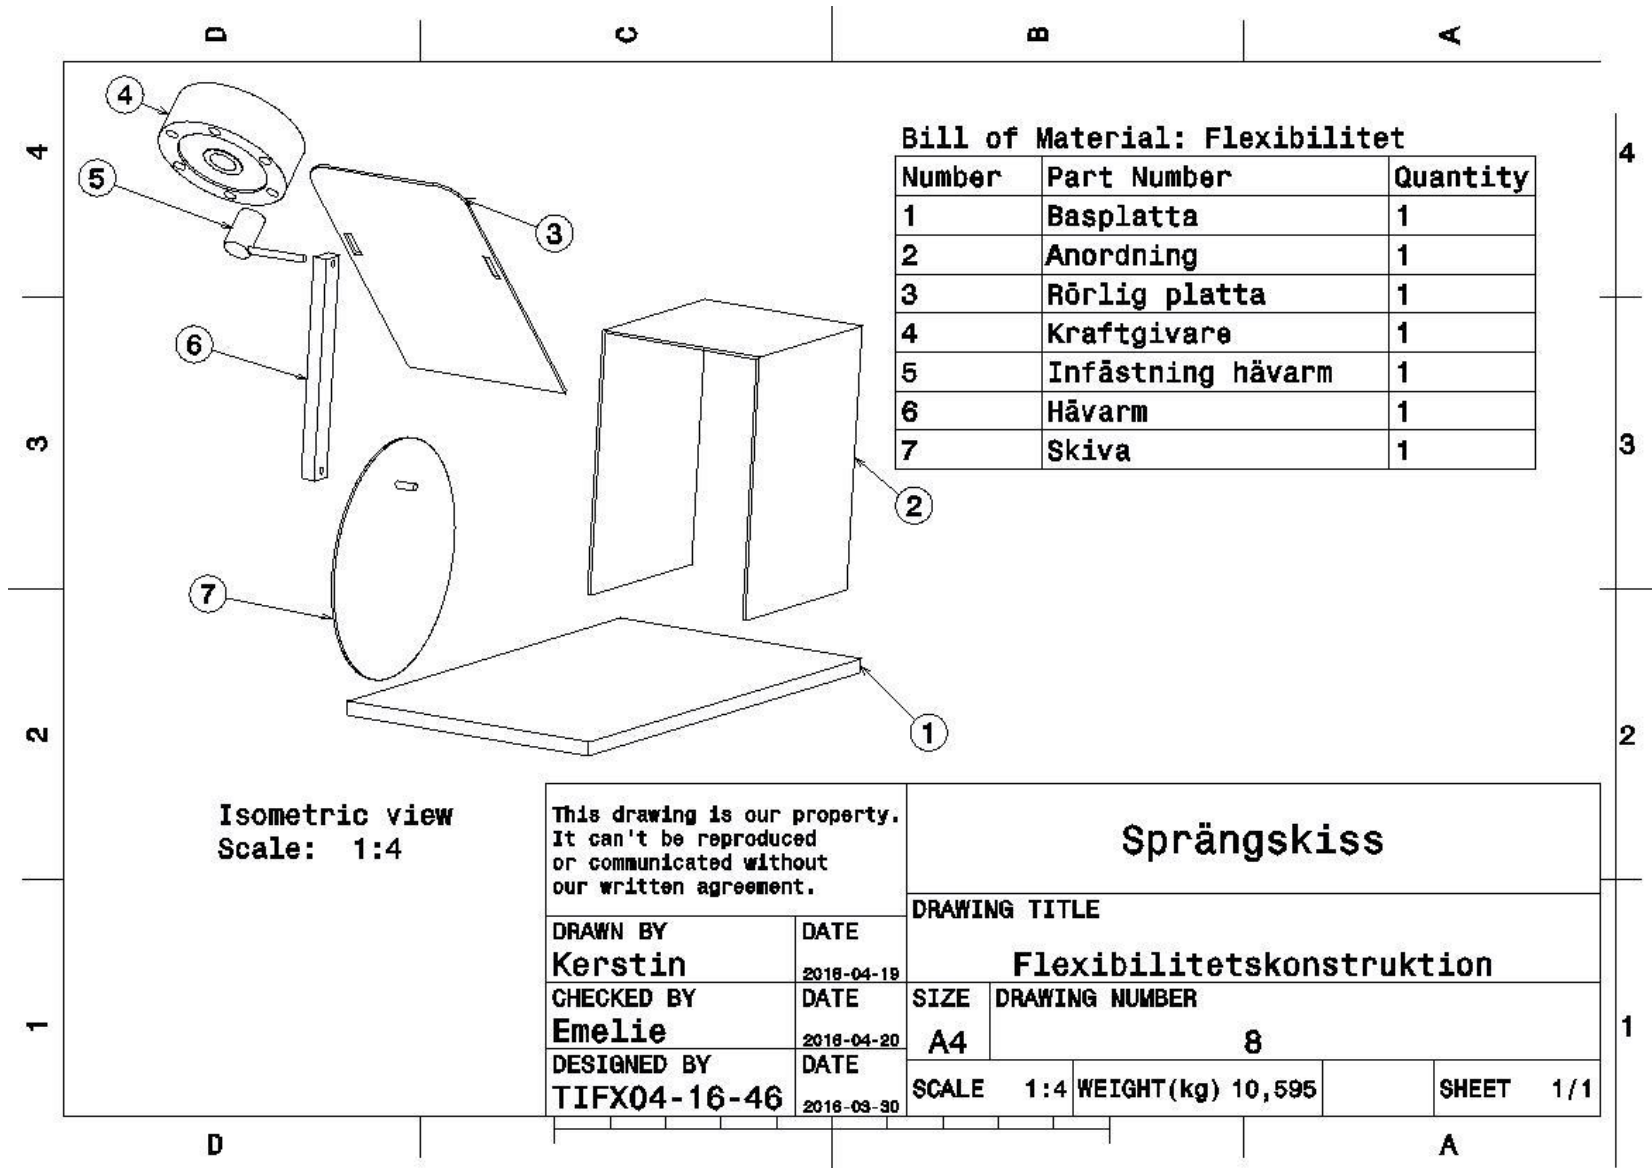 D C B A
4
4
3
5
6
2
7
1
4
3
2
1
4
3
2
1
Bill of Material: Flexibilitet
Number Part Number Quantity
1 Basplatta 1
2 Anordning 1
3 Rörlig platta 1
4 Kraftgivare 1
5 Infästning hävarm 1
6 Hävarm 1
7 Skiva 1
Isometric view
Scale: 1:4
This drawing is our property.
It can't be reproduced
or communicated without
our written agreement.
DRAWN BY DATE
Kerstin 2016-04-19
CHECKED BY DATE
Emelie 2016-04-20
DESIGNED BY DATE
TIFX04-16-46 2016-03-30
Sprängskiss
DRAWING TITLE
Flexibilitetskonstruktion
SIZE DRAWING NUMBER
A4 8
SCALE 1:4 WEIGHT(kg) 10,595 SHEET 1/1
D A